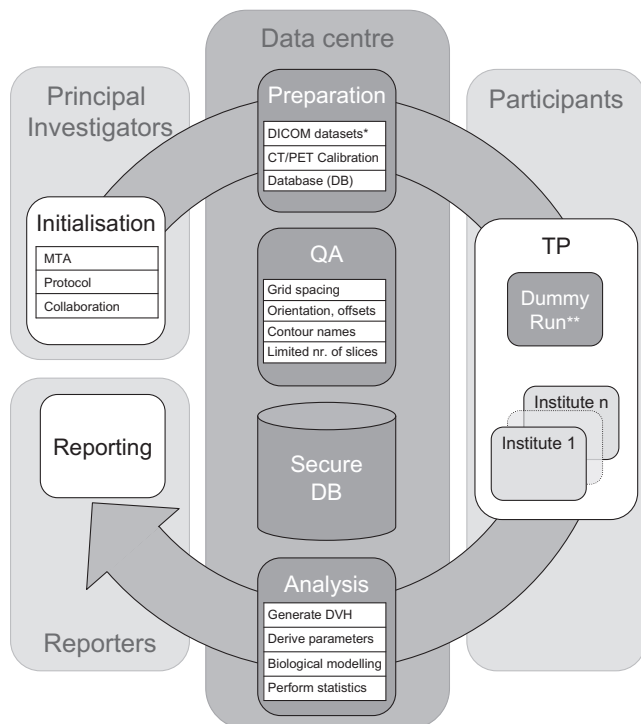 Data centre
Principal
Investigators
Participants
Preparation
DICOM datasets*
CT/PET Calibration
Database (DB)
Initialisation
MTA
Protocol
Collaboration
QA
Grid spacing
Orientation, offsets
Contour names
Limited nr. of slices
TP
Dummy
Run**
Institute n
Institute 1
Reporting
Secure
DB
Analysis
Generate DVH
Derive parameters
Biological modelling
Perform statistics
Reporters